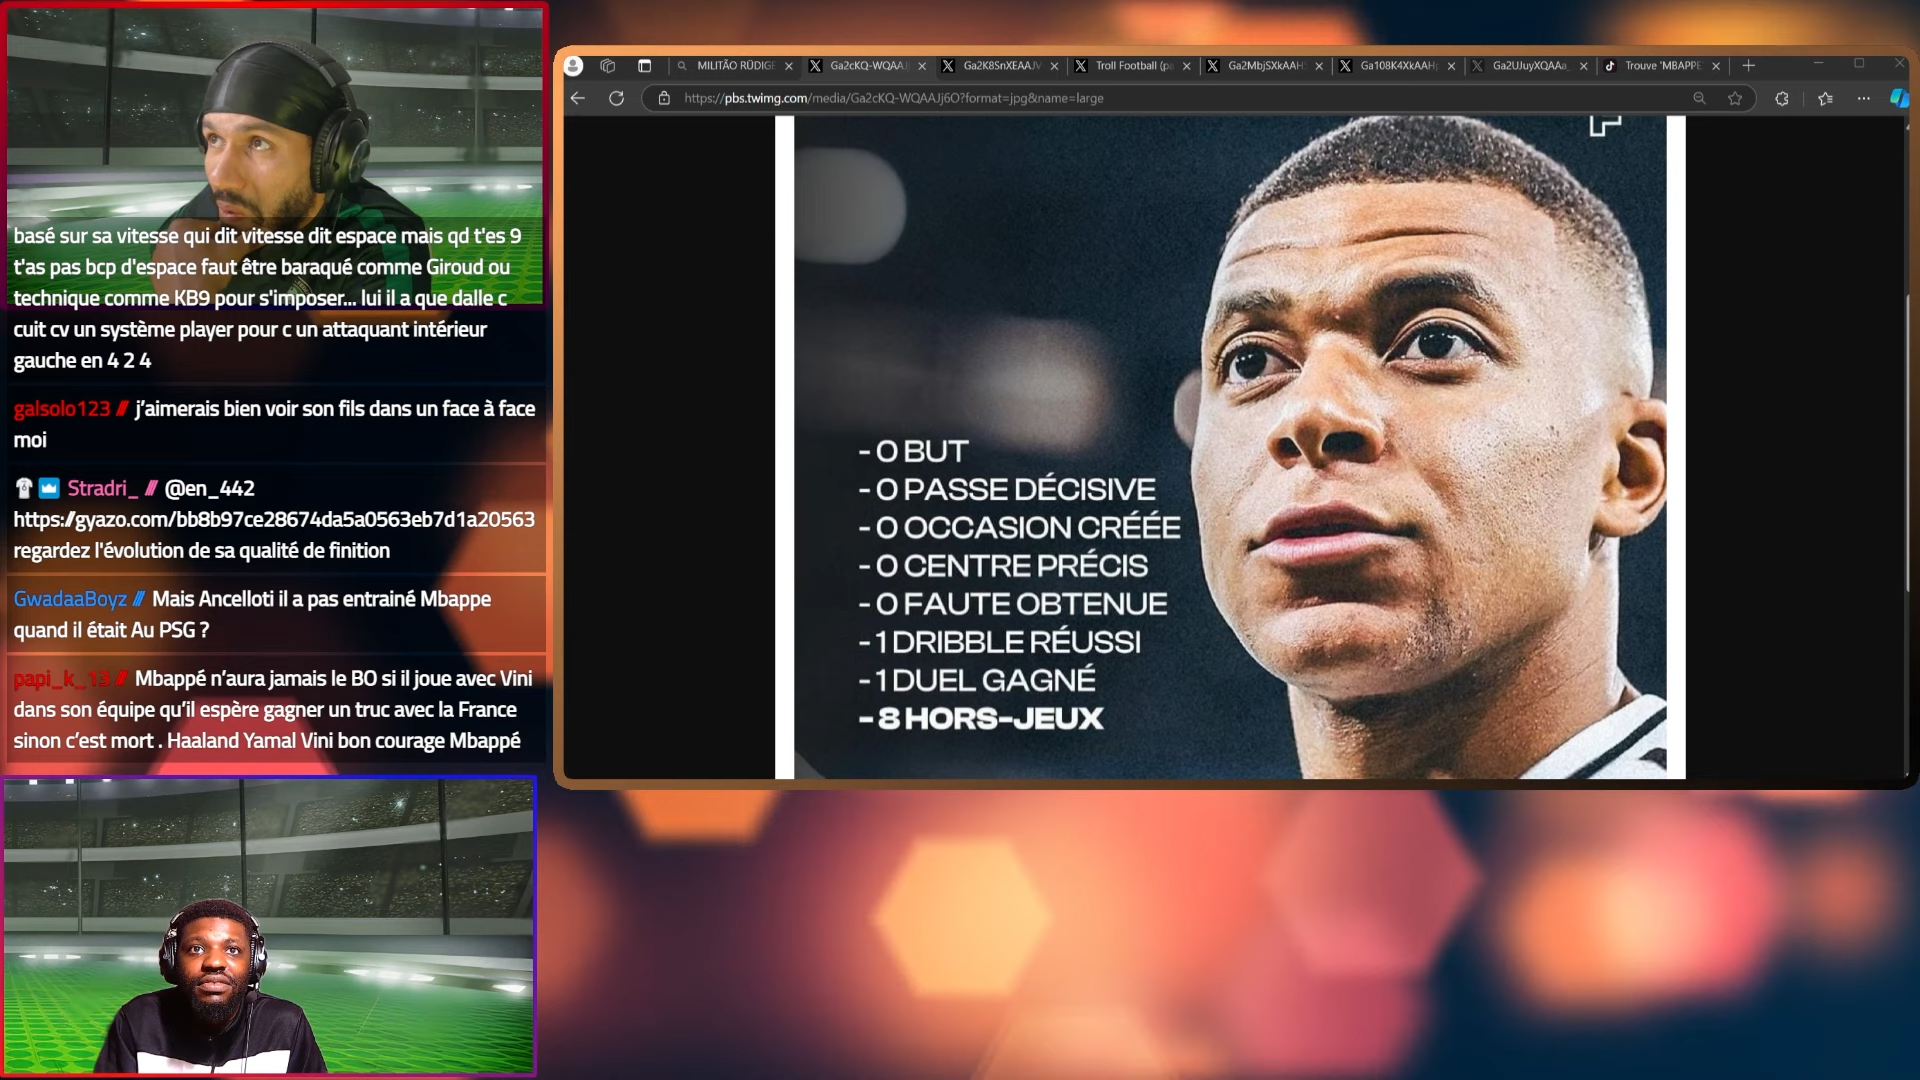 basé sur sa vitesse qui dit vitesse dit espace mais qd t'es 9
t'as pas bcp d'espace faut être baraqué comme Giroud ou
technique comme KB9 pour s'imposer... lui il a que dalle c
cuit cv un système player pour c un attaquant intérieur
gauche en 4 2 4
galsolo123 // j'aimerais bien voir son fils dans un face à face
moi
Stradri_ // @en_442
https://gyazo.com/bb8b97ce28674da5a0563eb7d1a20563
regardez l'évolution de sa qualité de finition
GwadaaBoyz // Mais Ancelloti il a pas entrainé Mbappe
quand il était Au PSG ?
papi_k_13 // Mbappé n'aura jamais le BO si il joue avec Vini
dans son équipe qu'il espère gagner un truc avec la France
sinon c'est mort . Haaland Yamal Vini bon courage Mbappé
MILITÃO RÜDIGE
Ga2cKQ-WQAAJ
Ga2K8SnXEAAJV
Troll Football (pa
Ga2MbjSXkAAH
Ga108K4XkAAH
Ga2UJuyXQAAa
Trouve 'MBAPPE
https://pbs.twimg.com/media/Ga2cKQ-WQAAJj6O?format=jpg&name=large
- 0 BUT
- 0 PASSE DÉCISIVE
- 0 OCCASION CRÉÉE
- 0 CENTRE PRÉCIS
- 0 FAUTE OBTENUE
- 1 DRIBBLE RÉUSSI
- 1 DUEL GAGNÉ
- 8 HORS-JEUX